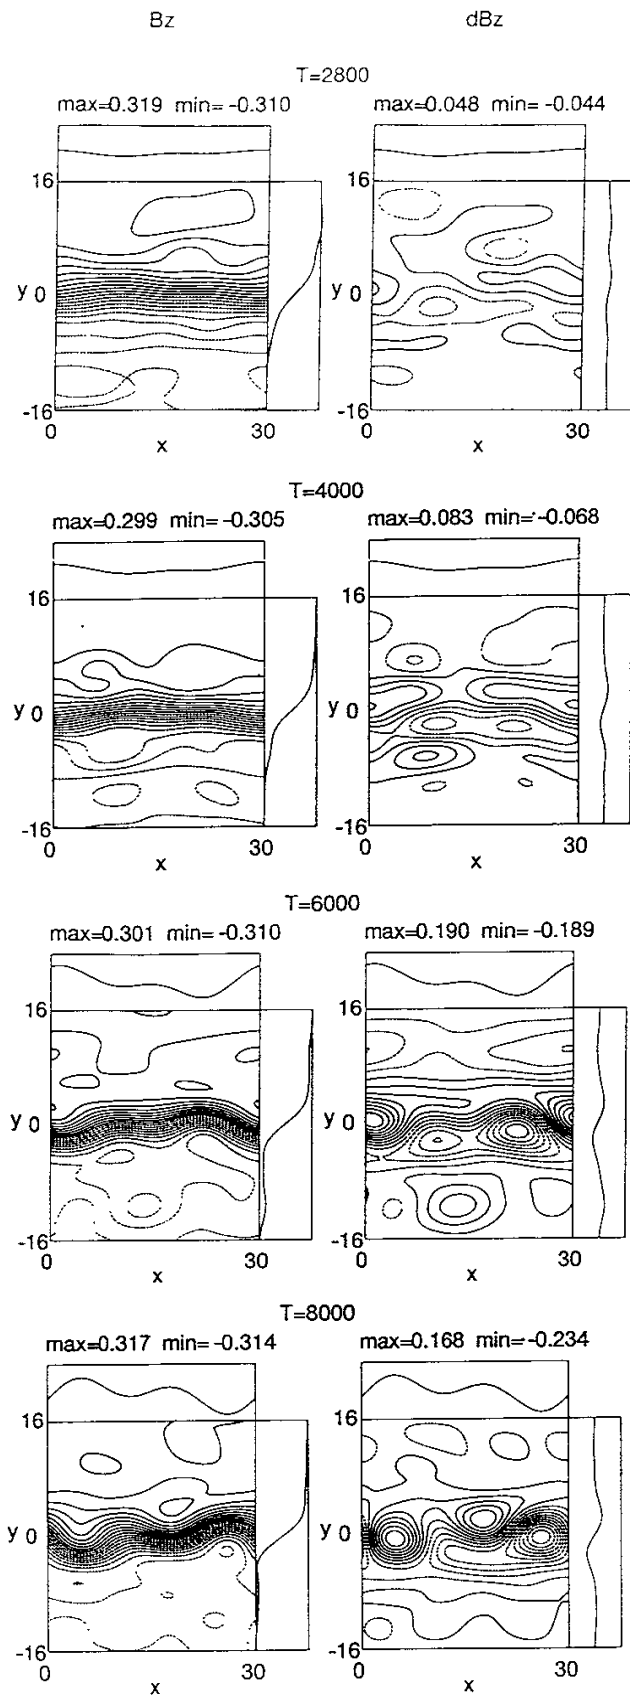 Bz dBz
T=2800
max=0.319 min= -0.310 max=0.048 min= -0.044
16 16
y 0 y 0
-16 -16
0 30 0 30
x x
T=4000
max=0.299 min= -0.305 max=0.083 min= -0.068
16 16
y 0 y 0
-16 -16
0 30 0 30
x x
T=6000
max=0.301 min= -0.310 max=0.190 min= -0.189
16 16
y 0 y 0
-16 -16
0 30 0 30
x x
T=8000
max=0.317 min= -0.314 max=0.168 min= -0.234
16 16
y 0 y 0
-16 -16
0 30 0 30
x x